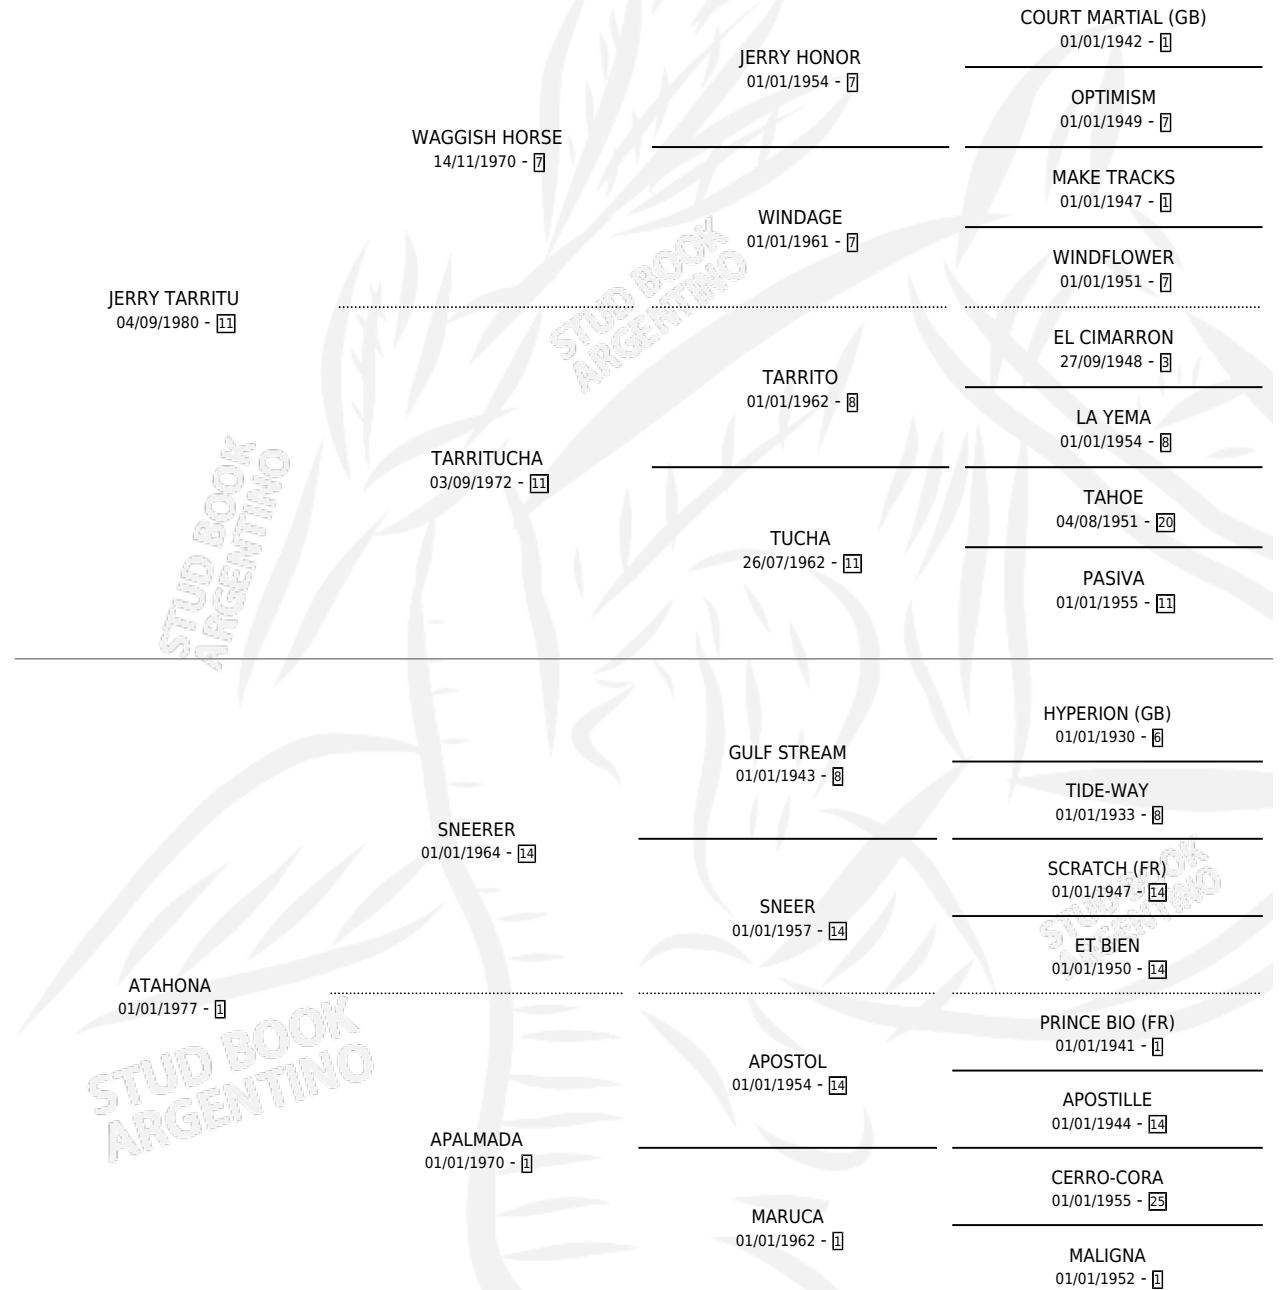 COURT MARTIAL (GB)
01/01/1942 - 1
JERRY HONOR
01/01/1954 - 7
OPTIMISM
01/01/1949 - 7
WAGGISH HORSE
14/11/1970 - 7
MAKE TRACKS
01/01/1947 - 1
WINDAGE
01/01/1961 - 7
WINDFLOWER
01/01/1951 - 7
JERRY TARRITU
04/09/1980 - 11
EL CIMARRON
27/09/1948 - 3
TARRITO
01/01/1962 - 8
LA YEMA
01/01/1954 - 8
TARRITUCHA
03/09/1972 - 11
TAHOE
04/08/1951 - 20
TUCHA
26/07/1962 - 11
PASIVA
01/01/1955 - 11
HYPERION (GB)
01/01/1930 - 6
GULF STREAM
01/01/1943 - 8
TIDE-WAY
01/01/1933 - 8
SNEERER
01/01/1964 - 14
SCRATCH (FR)
01/01/1947 - 14
SNEER
01/01/1957 - 14
ET BIEN
01/01/1950 - 14
ATAHONA
01/01/1977 - 1
PRINCE BIO (FR)
01/01/1941 - 1
APOSTOL
01/01/1954 - 14
APOSTILLE
01/01/1944 - 14
APALMADA
01/01/1970 - 1
CERRO-CORA
01/01/1955 - 25
MARUCA
01/01/1962 - 1
MALIGNA
01/01/1952 - 1
STUD BOOK
ARGENTINO
STUD BOOK
ARGENTINO
STUD BOOK
ARGENTINO
STUD BOOK
ARGENTINO